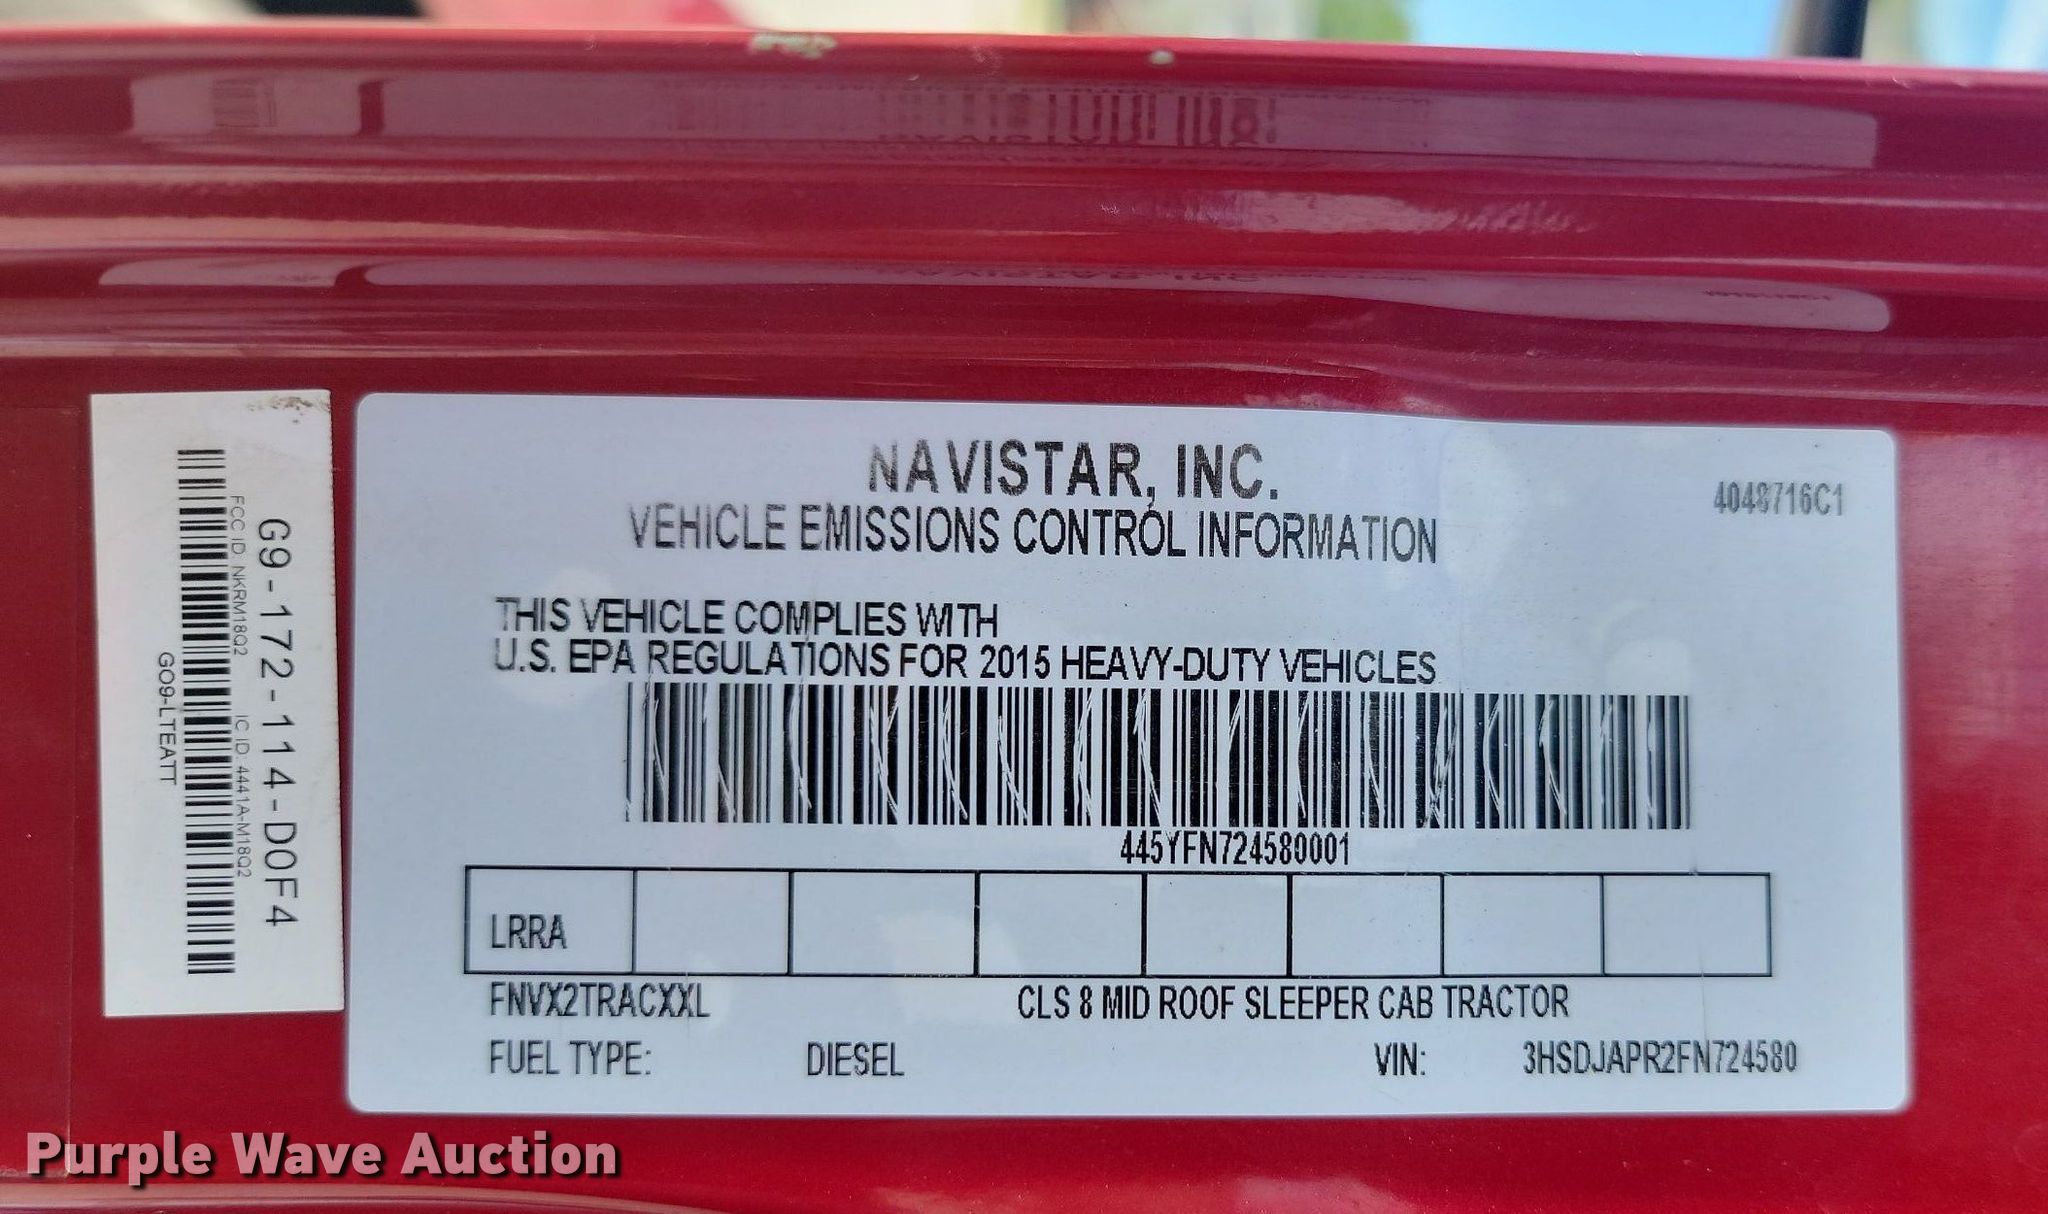 NAVISTAR, INC.
VEHICLE EMISSIONS CONTROL INFORMATION
4048716C1
THIS VEHICLE COMPLIES WITH
U.S. EPA REGULATIONS FOR 2015 HEAVY-DUTY VEHICLES
445YFN724580001
LRRA
FNVX2TRACXXL CLS 8 MID ROOF SLEEPER CAB TRACTOR
FUEL TYPE: DIESEL VIN: 3HSDJAPR2FN724580
G9-172-114-D0F4
FCC ID: NKRM18Q2 IC ID: 4441A-M18Q2
GO9-LTEATT
Purple Wave Auction